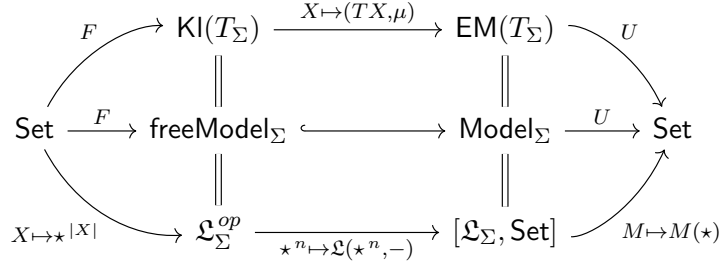 F Kl(T_Σ) X↦(TX,μ) EM(T_Σ) U
Set F freeModel_Σ Model_Σ U Set
X↦⋆^{|X|} 𝔏_Σ^{op} ⋆^n↦𝔏(⋆^n,−) [𝔏_Σ, Set] M↦M(⋆)